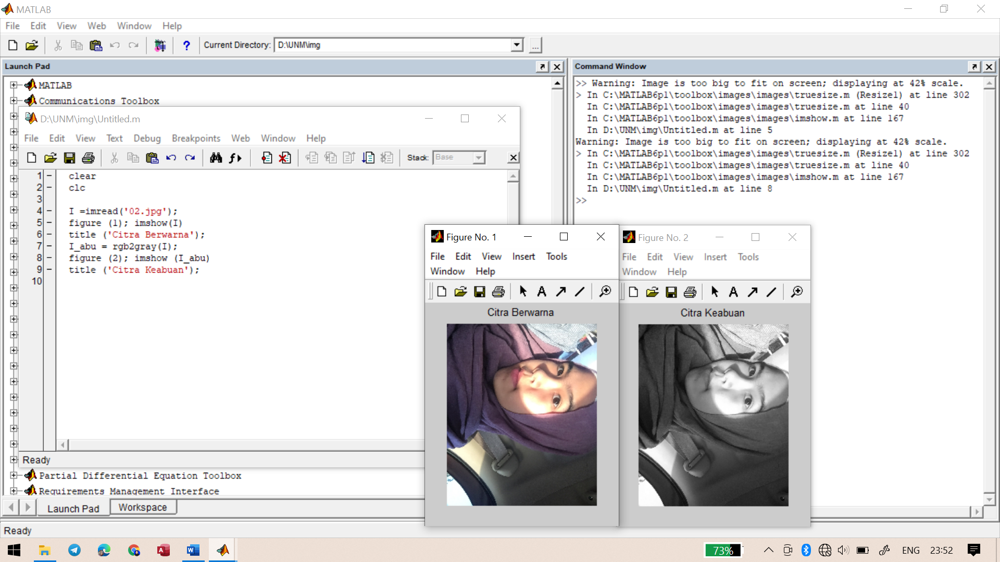 MATLAB
File Edit View Web Window Help
Current Directory: D:\UNM\img ...
Launch Pad
MATLAB
Communications Toolbox
D:\UNM\img\Untitled.m
File Edit View Text Debug Breakpoints Web Window Help
Stack: Base
1 clear
2 clc
3
4 I =imread('02.jpg');
5 figure (1); imshow(I)
6 title ('Citra Berwarna');
7 I_abu = rgb2gray(I);
8 figure (2); imshow (I_abu)
9 title ('Citra Keabuan');
10
Ready
Partial Differential Equation Toolbox
Requirements Management Interface
Launch Pad Workspace
Ready
Command Window
>> Warning: Image is too big to fit on screen; displaying at 42% scale.
> In C:\MATLAB6p1\toolbox\images\images\truesize.m (Resize1) at line 302
In C:\MATLAB6p1\toolbox\images\images\truesize.m at line 40
In C:\MATLAB6p1\toolbox\images\images\imshow.m at line 167
In D:\UNM\img\Untitled.m at line 5
Warning: Image is too big to fit on screen; displaying at 42% scale.
> In C:\MATLAB6p1\toolbox\images\images\truesize.m (Resize1) at line 302
In C:\MATLAB6p1\toolbox\images\images\truesize.m at line 40
In C:\MATLAB6p1\toolbox\images\images\imshow.m at line 167
In D:\UNM\img\Untitled.m at line 8
>>
Figure No. 1
File Edit View Insert Tools
Window Help
A
Citra Berwarna
Figure No. 2
File Edit View Insert Tools
Window Help
A
Citra Keabuan
73% ENG 23:52